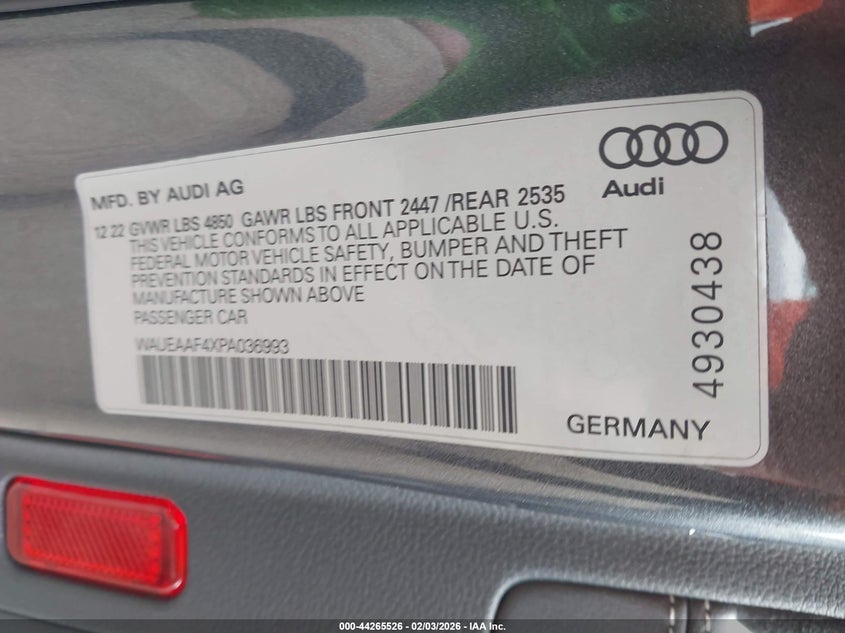 MFD. BY AUDI AG
Audi
12 22 GVWR LBS 4850 GAWR LBS FRONT 2447 /REAR 2535
THIS VEHICLE CONFORMS TO ALL APPLICABLE U.S.
FEDERAL MOTOR VEHICLE SAFETY, BUMPER AND THEFT
PREVENTION STANDARDS IN EFFECT ON THE DATE OF
MANUFACTURE SHOWN ABOVE
PASSENGER CAR
WAUEAAF4XPA036993
4930438
GERMANY
000-44265526 - 02/03/2026 - IAA Inc.